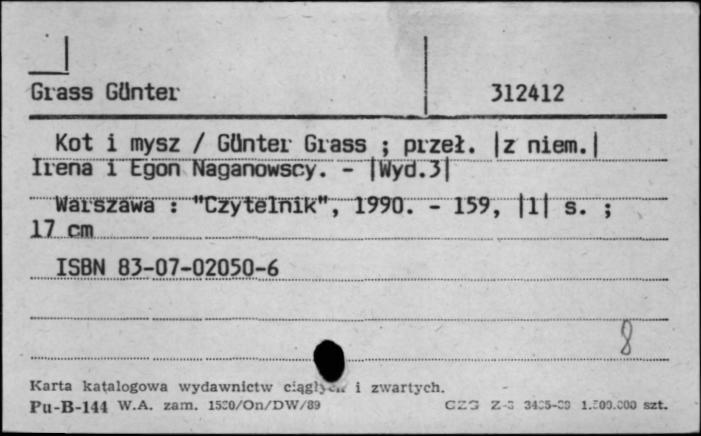 Grass Günter 312412
Kot i mysz / Günter Grass ; przeł. |z niem.|
Irena i Egon Naganowscy. - |Wyd.3|
Warszawa : "Czytelnik", 1990. - 159, |1| s. ;
17 cm
ISBN 83-07-02050-6
8
Karta katalogowa wydawnictw i zwartych.
Pu-B-144 W.A. zam. /On/DW/89 szt.